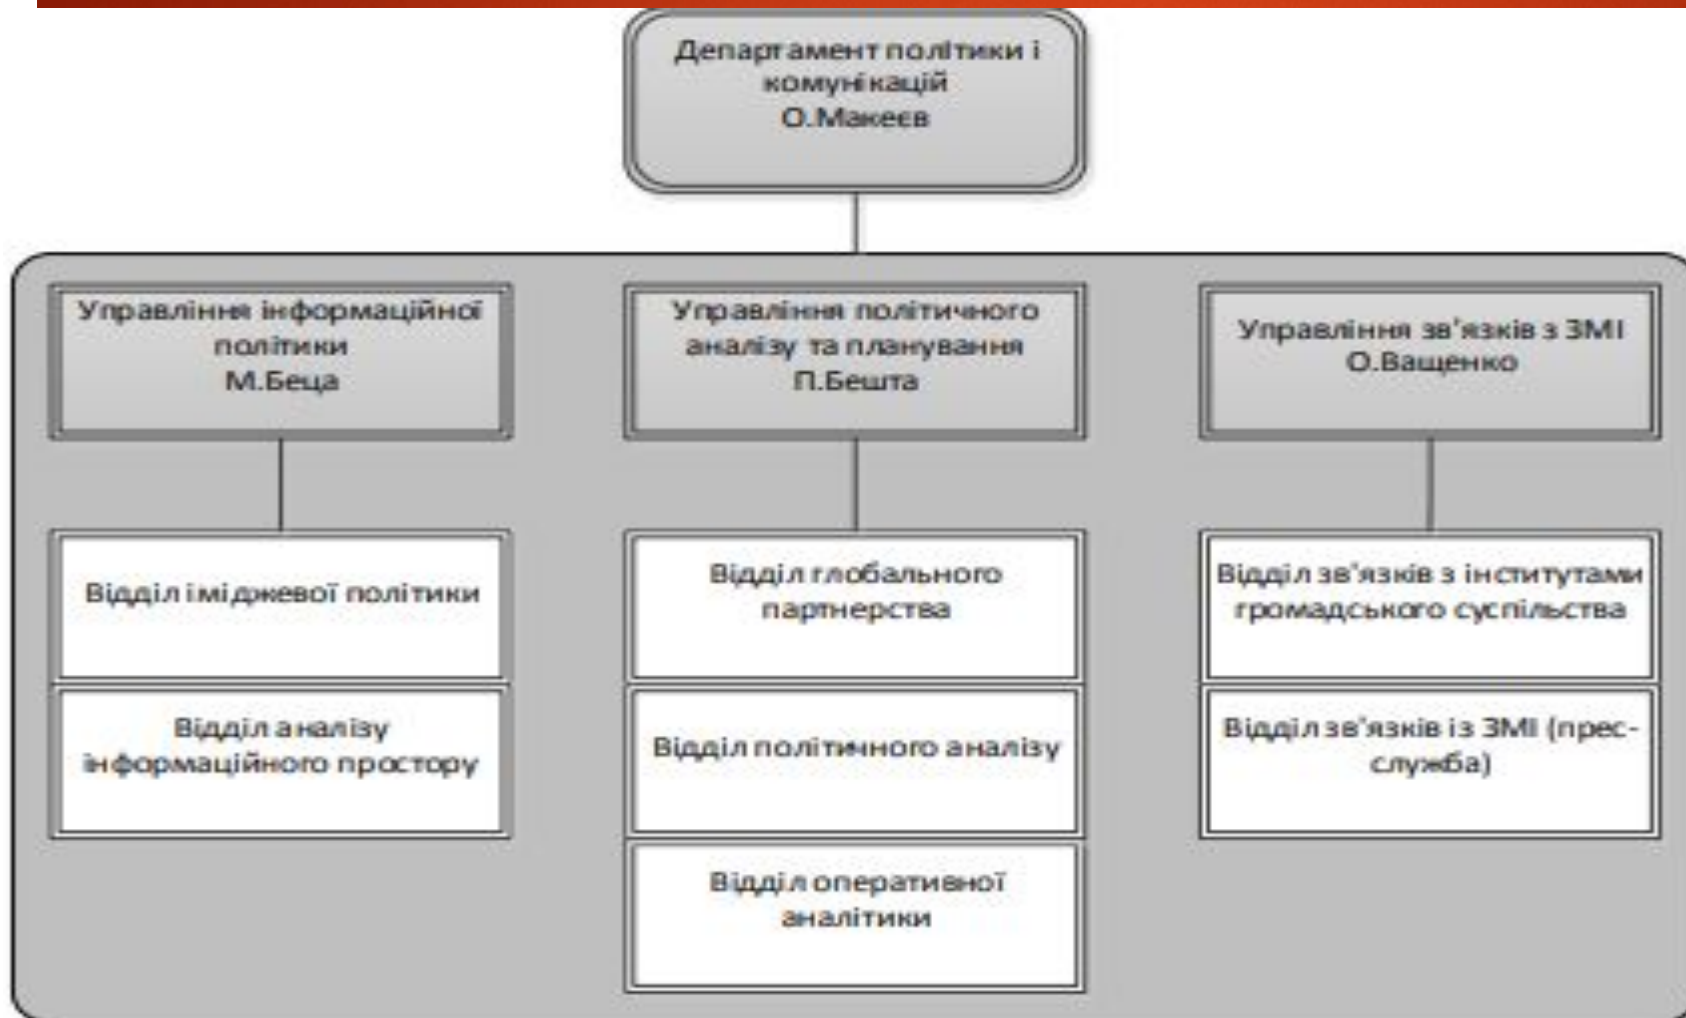 Департамент політики і
комунікацій
О.Макеєв
Управління інформаційної
політики
М.Беца
Управління політичного
аналізу та планування
П.Бешта
Управління зв'язків з ЗМІ
О.Ващенко
Відділ іміджевої політики
Відділ аналізу
інформаційного простору
Відділ глобального
партнерства
Відділ політичного аналізу
Відділ оперативної
аналітики
Відділ зв'язків з інститутами
громадського суспільства
Відділ зв'язків із ЗМІ (прес-
служба)